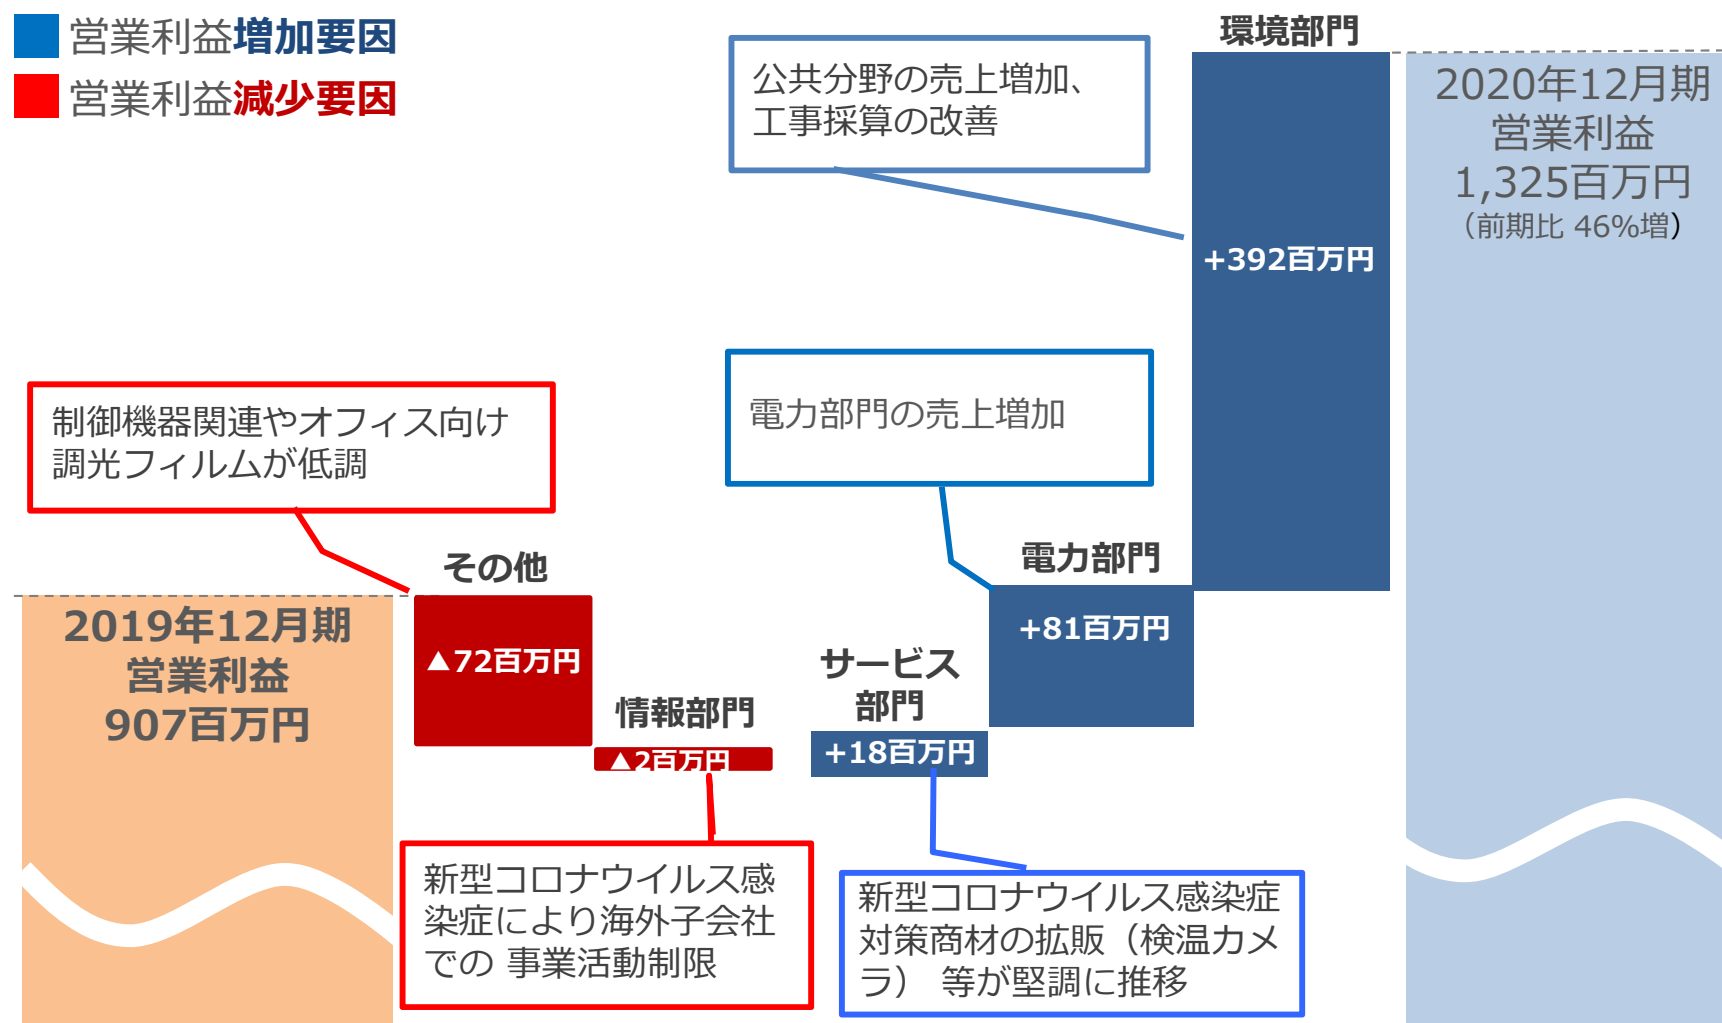 営業利益増加要因
営業利益減少要因
環境部門
公共分野の売上増加、
工事採算の改善
2020年12月期
営業利益
1,325百万円
（前期比 46%増）
+392百万円
電力部門の売上増加
制御機器関連やオフィス向け
調光フィルムが低調
電力部門
+81百万円
その他
▲72百万円
2019年12月期
営業利益
907百万円
情報部門
▲2百万円
サービス
部門
+18百万円
新型コロナウイルス感
染症により海外子会社
での 事業活動制限
新型コロナウイルス感染症
対策商材の拡販（検温カメ
ラ） 等が堅調に推移